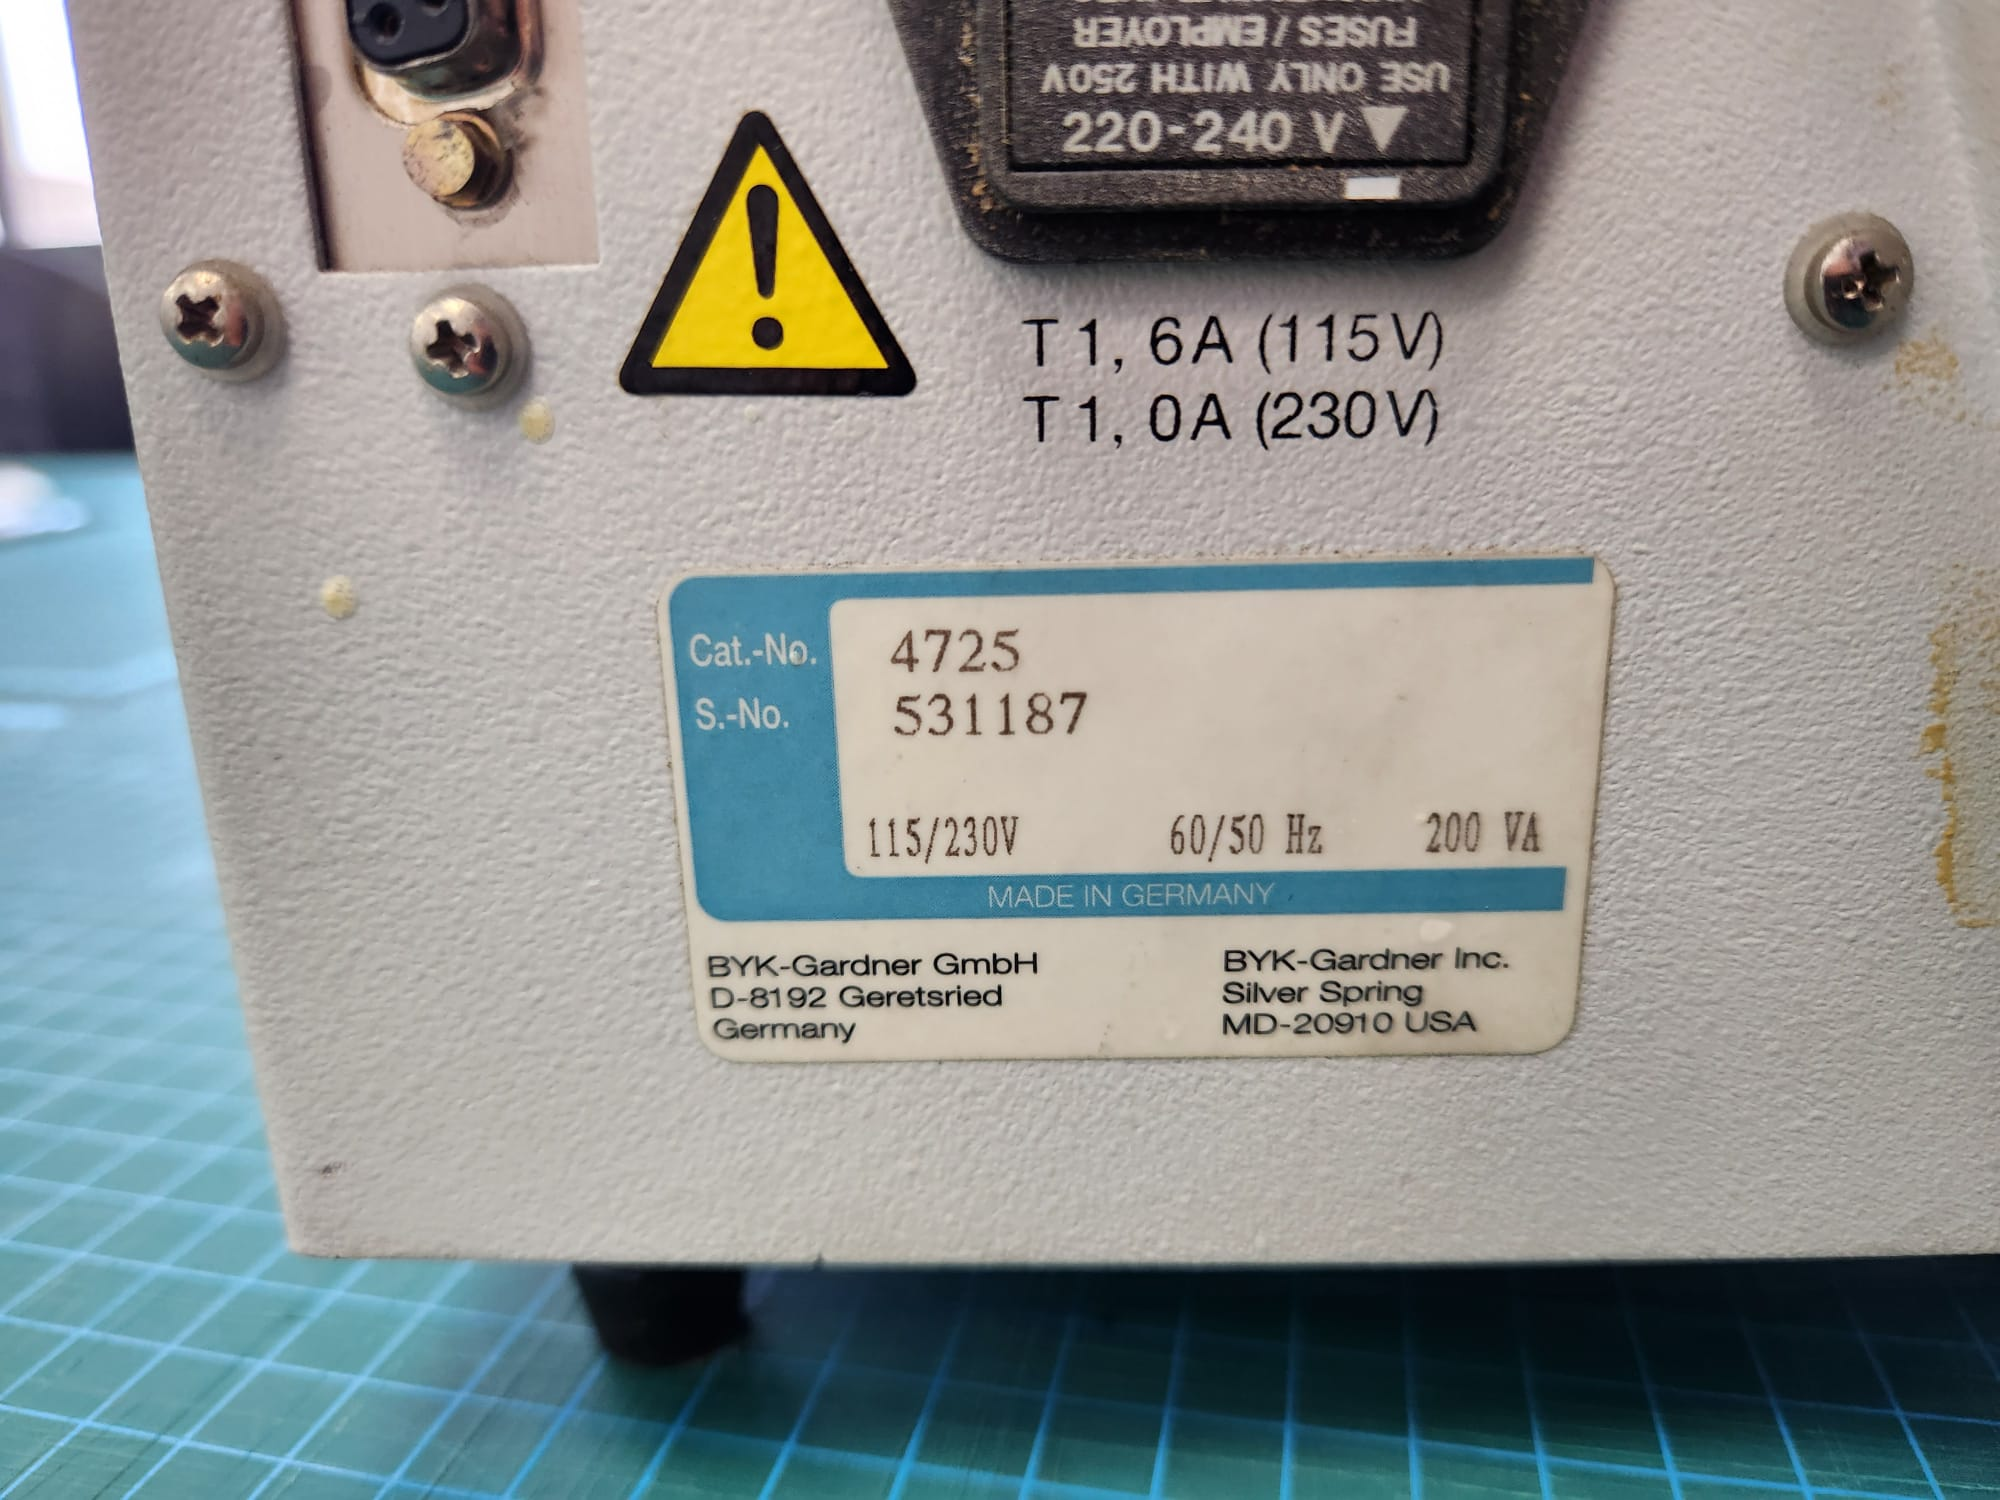 FUSES / EMPLOYER
USE ONLY WITH 250V
220-240 V
T 1, 6A (115V)
T 1, 0A (230V)
Cat.-No. 4725
S.-No. 531187
115/230V 60/50 Hz 200 VA
MADE IN GERMANY
BYK-Gardner GmbH
D-8192 Geretsried
Germany
BYK-Gardner Inc.
Silver Spring
MD-20910 USA